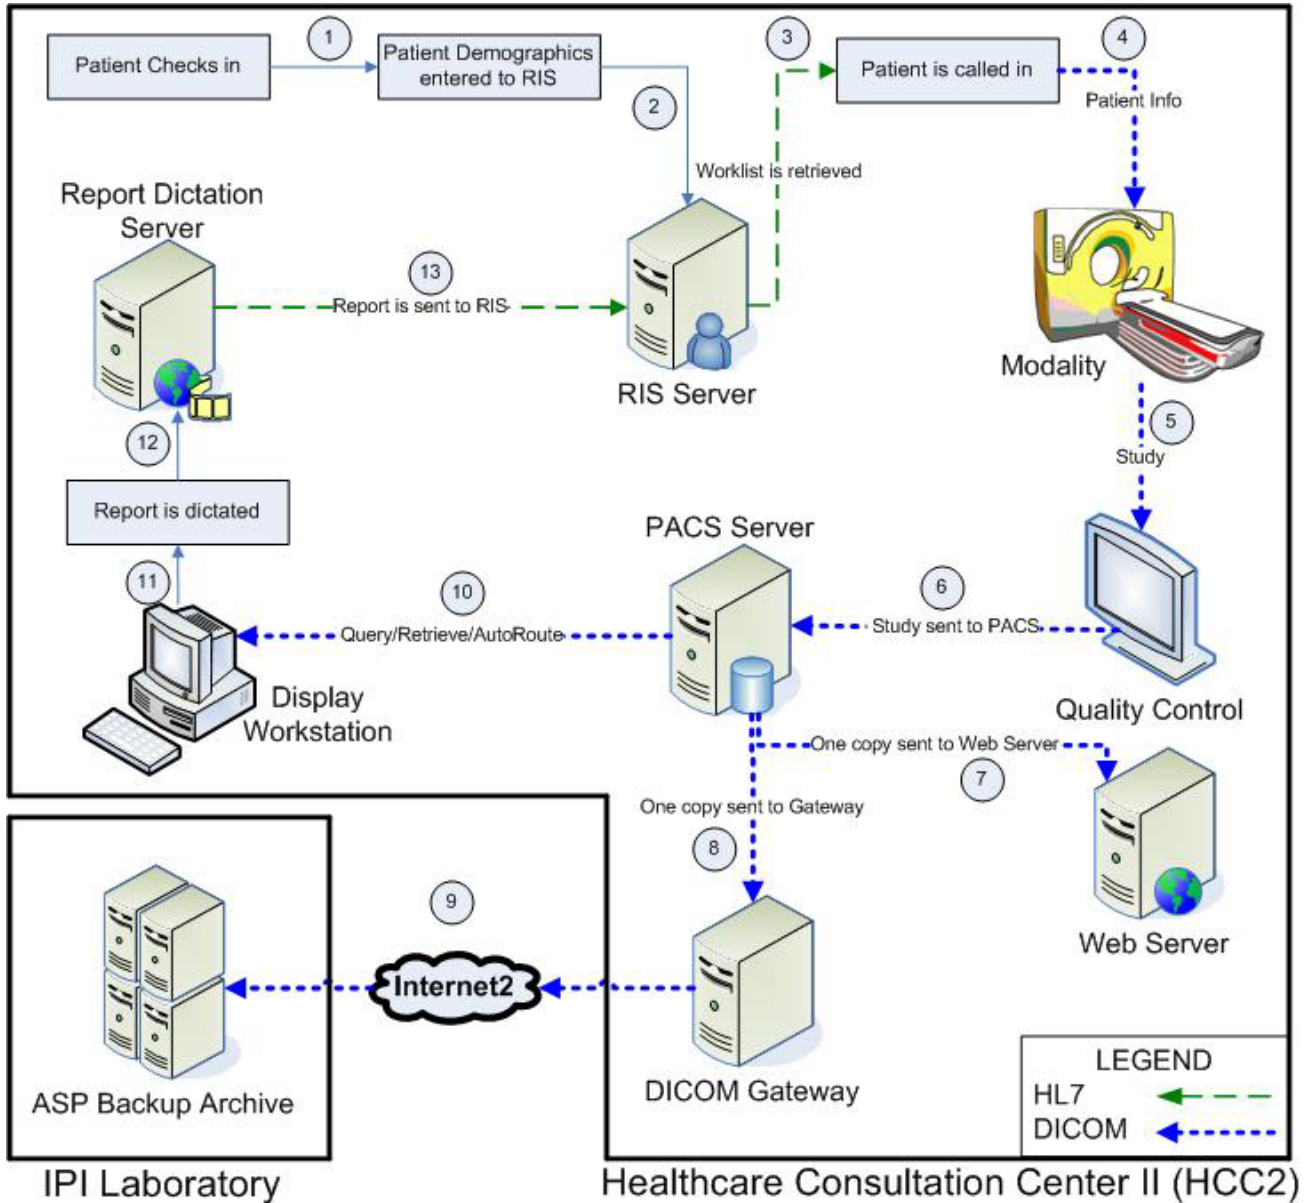 1
3
4
Patient Checks in
Patient Demographics
entered to RIS
Patient is called in
2
Patient Info
Worklist is retrieved
Report Dictation
Server
13
Report is sent to RIS
RIS Server
Modality
12
5
Study
Report is dictated
PACS Server
11
10
6
Query/Retrieve/AutoRoute
Study sent to PACS
Display
Workstation
Quality Control
One copy sent to Web Server
7
One copy sent to Gateway
8
9
Web Server
Internet2
ASP Backup Archive
DICOM Gateway
LEGEND
HL7
DICOM
IPI Laboratory
Healthcare Consultation Center II (HCC2)